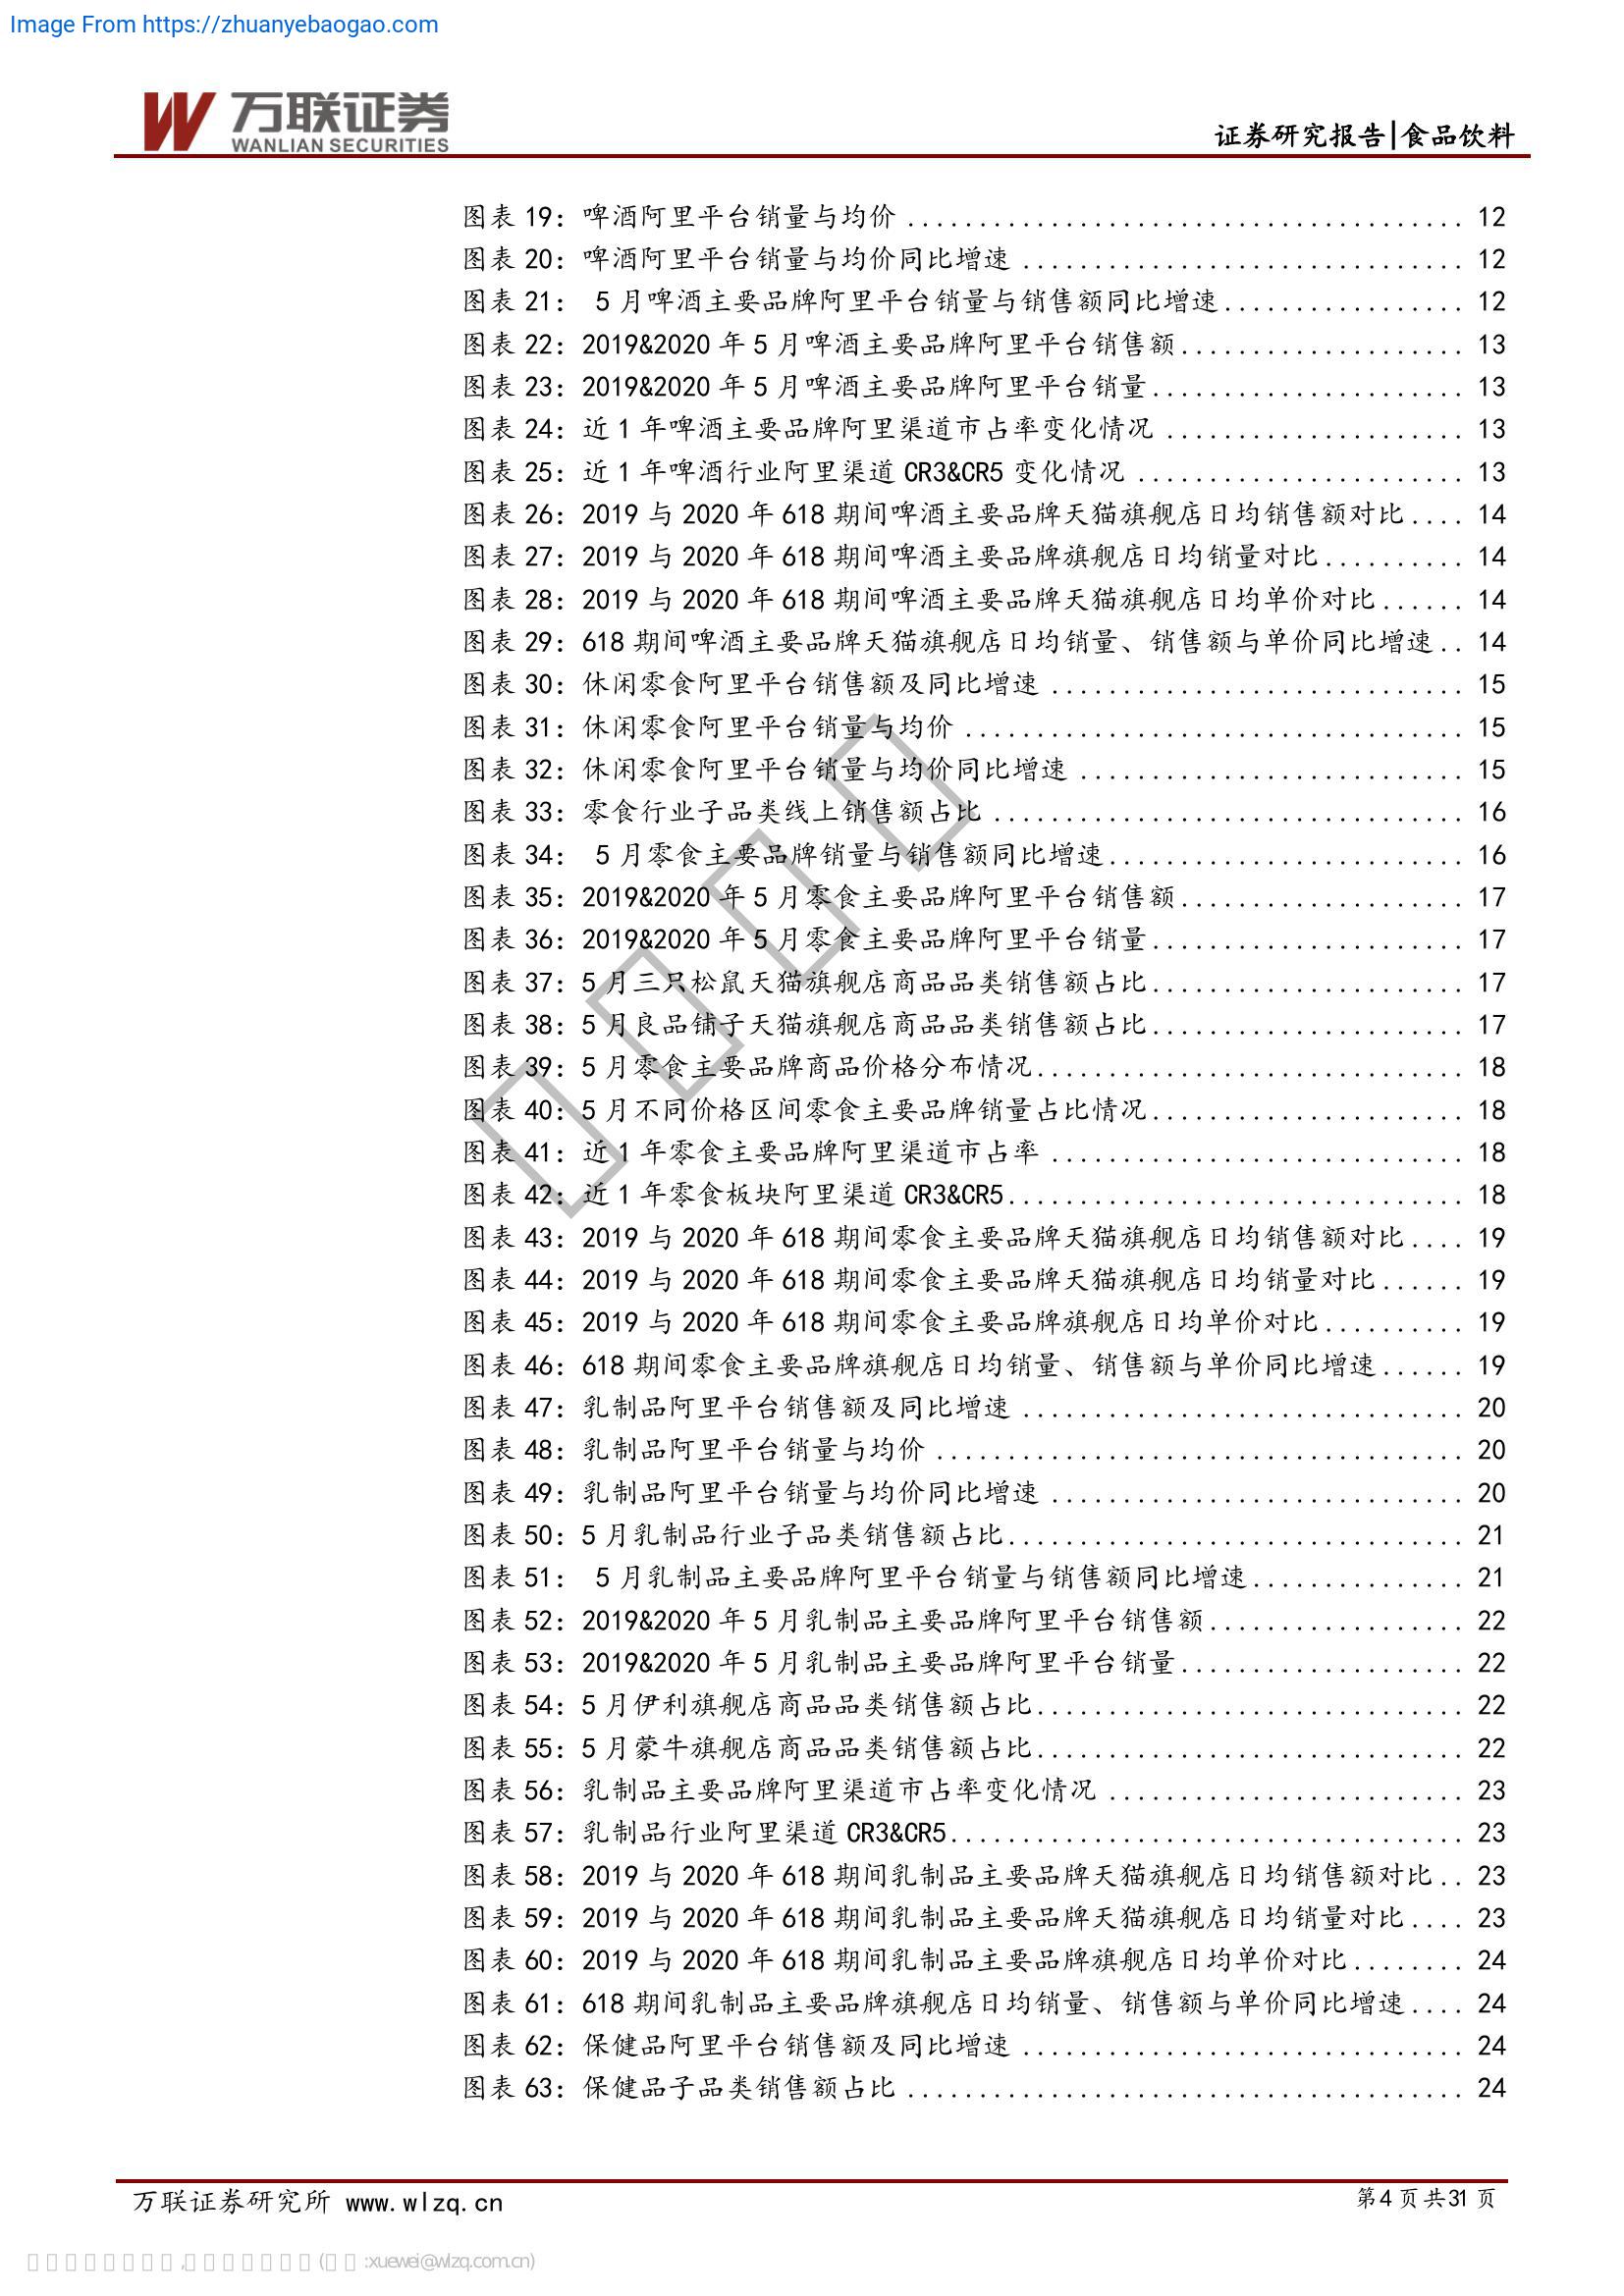 Image From https://zhuanyebaogao.com
万联证券
WANLIAN SECURITIES
证券研究报告|食品饮料
图表 19：啤酒阿里平台销量与均价 ....................................... 12
图表 20：啤酒阿里平台销量与均价同比增速 ............................... 12
图表 21： 5 月啤酒主要品牌阿里平台销量与销售额同比增速................. 12
图表 22：2019&2020 年 5 月啤酒主要品牌阿里平台销售额.................... 13
图表 23：2019&2020 年 5 月啤酒主要品牌阿里平台销量...................... 13
图表 24：近 1 年啤酒主要品牌阿里渠道市占率变化情况 ..................... 13
图表 25：近 1 年啤酒行业阿里渠道 CR3&CR5 变化情况 ....................... 13
图表 26：2019 与 2020 年 618 期间啤酒主要品牌天猫旗舰店日均销售额对比.... 14
图表 27：2019 与 2020 年 618 期间啤酒主要品牌旗舰店日均销量对比.......... 14
图表 28：2019 与 2020 年 618 期间啤酒主要品牌天猫旗舰店日均单价对比...... 14
图表 29：618 期间啤酒主要品牌天猫旗舰店日均销量、销售额与单价同比增速.. 14
图表 30：休闲零食阿里平台销售额及同比增速 ............................. 15
图表 31：休闲零食阿里平台销量与均价 ................................... 15
图表 32：休闲零食阿里平台销量与均价同比增速 ........................... 15
图表 33：零食行业子品类线上销售额占比 ................................. 16
图表 34： 5 月零食主要品牌销量与销售额同比增速......................... 16
图表 35：2019&2020 年 5 月零食主要品牌阿里平台销售额.................... 17
图表 36：2019&2020 年 5 月零食主要品牌阿里平台销量...................... 17
图表 37：5 月三只松鼠天猫旗舰店商品品类销售额占比...................... 17
图表 38：5 月良品铺子天猫旗舰店商品品类销售额占比...................... 17
图表 39：5 月零食主要品牌商品价格分布情况.............................. 18
图表 40：5 月不同价格区间零食主要品牌销量占比情况...................... 18
图表 41：近 1 年零食主要品牌阿里渠道市占率 ............................. 18
图表 42：近 1 年零食板块阿里渠道 CR3&CR5................................ 18
图表 43：2019 与 2020 年 618 期间零食主要品牌天猫旗舰店日均销售额对比.... 19
图表 44：2019 与 2020 年 618 期间零食主要品牌天猫旗舰店日均销量对比...... 19
图表 45：2019 与 2020 年 618 期间零食主要品牌旗舰店日均单价对比.......... 19
图表 46：618 期间零食主要品牌旗舰店日均销量、销售额与单价同比增速...... 19
图表 47：乳制品阿里平台销售额及同比增速 ............................... 20
图表 48：乳制品阿里平台销量与均价 ..................................... 20
图表 49：乳制品阿里平台销量与均价同比增速 ............................. 20
图表 50：5 月乳制品行业子品类销售额占比................................ 21
图表 51： 5 月乳制品主要品牌阿里平台销量与销售额同比增速............... 21
图表 52：2019&2020 年 5 月乳制品主要品牌阿里平台销售额.................. 22
图表 53：2019&2020 年 5 月乳制品主要品牌阿里平台销量.................... 22
图表 54：5 月伊利旗舰店商品品类销售额占比.............................. 22
图表 55：5 月蒙牛旗舰店商品品类销售额占比.............................. 22
图表 56：乳制品主要品牌阿里渠道市占率变化情况 ......................... 23
图表 57：乳制品行业阿里渠道 CR3&CR5.................................... 23
图表 58：2019 与 2020 年 618 期间乳制品主要品牌天猫旗舰店日均销售额对比.. 23
图表 59：2019 与 2020 年 618 期间乳制品主要品牌天猫旗舰店日均销量对比.... 23
图表 60：2019 与 2020 年 618 期间乳制品主要品牌旗舰店日均单价对比........ 24
图表 61：618 期间乳制品主要品牌旗舰店日均销量、销售额与单价同比增速.... 24
图表 62：保健品阿里平台销售额及同比增速 ............................... 24
图表 63：保健品子品类销售额占比 ....................................... 24
万联证券研究所 www.wlzq.cn
第 4 页 共 31 页
xuewei@wlzq.com.cn)